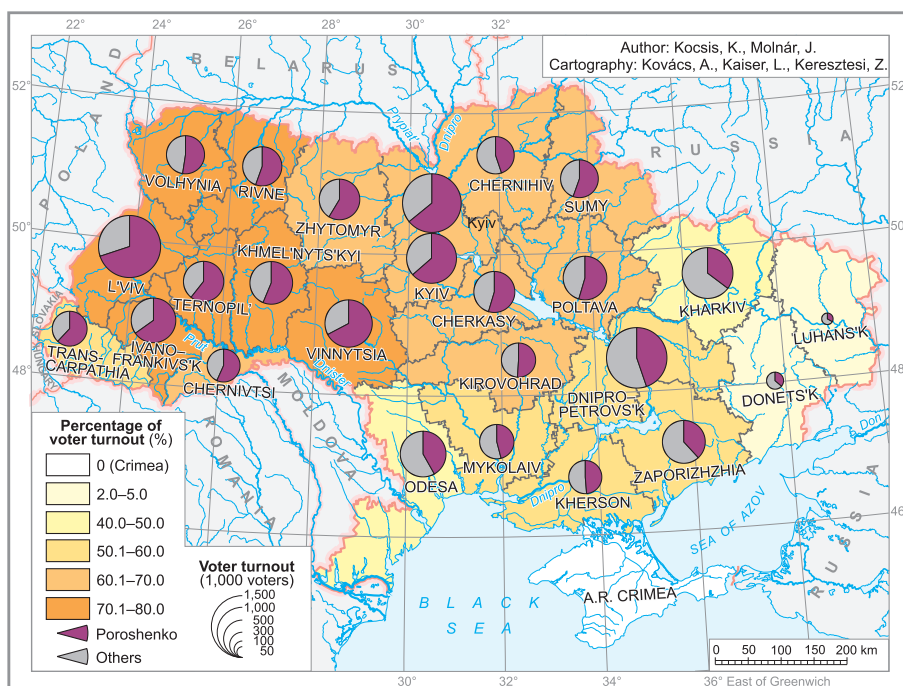 22°
24°
26°
28°
30°
32°
Author: Kocsis, K., Molnár, J.
Cartography: Kovács, A., Kaiser, L., Keresztesi, Z.
52°
52
BELARUS
POLAND
RUSSIA
Prypiat'
Dnipro
VOLHYNIA
RIVNE
ZHYTOMYR
CHERNIHIV
SUMY
50°
50°
Kyiv
KHMEL'NYTS'KYI
L'VIV
TERNOPIL'
KYIV
CHERKASY
POLTAVA
KHARKIV
LUHANS'K
SLOVAKIA
HUNGARY
TRANS-
CARPATHIA
IVANO–
FRANKIVS'K
Prut
CHERNIVTSI
VINNYTSIA
Dnister
KIROVOHRAD
DNIPRO-
PETROVS'K
DONETS'K
48°
48°
MOLDOVA
ROMANIA
Don
ODESA
MYKOLAIV
Dnipro
KHERSON
ZAPORIZHZHIA
46°
SEA OF AZOV
RUSSIA
A.R. CRIMEA
BLACK
SEA
Percentage of
voter turnout (%)
0 (Crimea)
2.0–5.0
40.0–50.0
50.1–60.0
60.1–70.0
70.1–80.0
Poroshenko
Others
Voter turnout
(1,000 voters)
1,500
1,000
500
300
100
50
0 50 100 150 200 km
30°
32°
34°
36° East of Greenwich